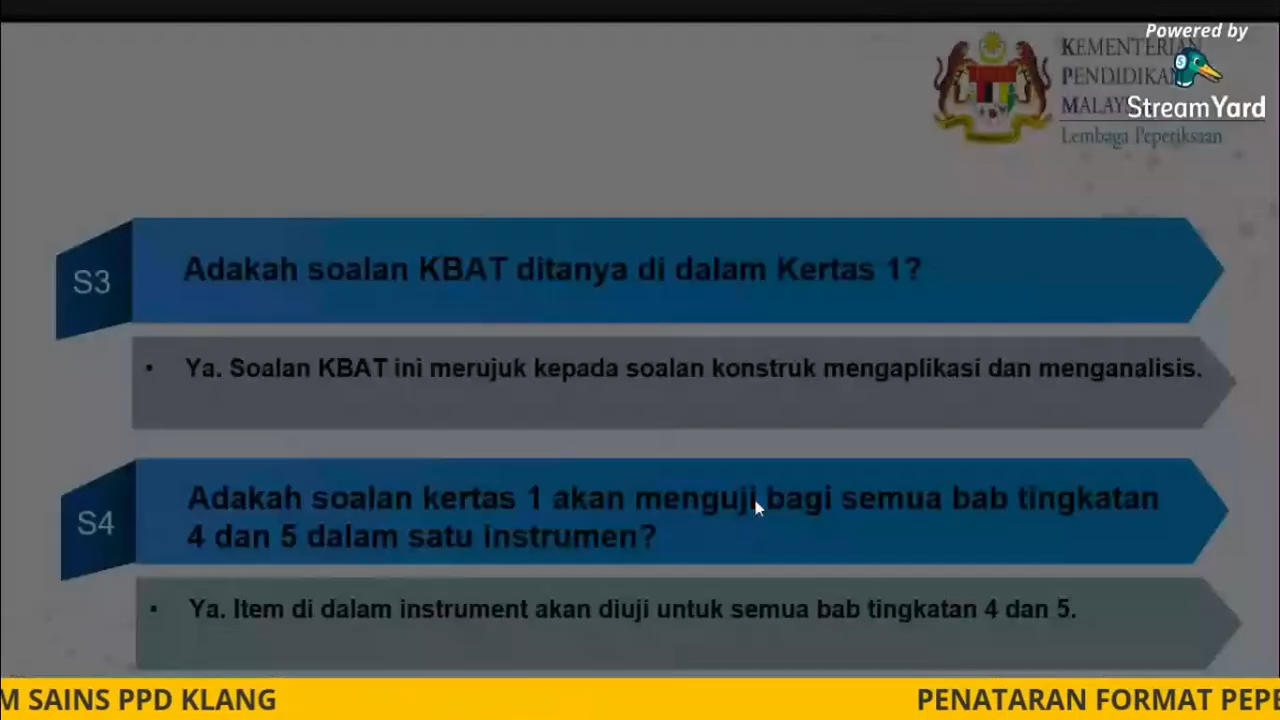 Powered by
KEMENTERIAN
PENDIDIKAN
MALAYS
StreamYard
Lembaga Peperiksaan
S3
Adakah soalan KBAT ditanya di dalam Kertas 1?
• Ya. Soalan KBAT ini merujuk kepada soalan konstruk mengaplikasi dan menganalisis.
S4
Adakah soalan kertas 1 akan menguji bagi semua bab tingkatan
4 dan 5 dalam satu instrumen?
• Ya. Item di dalam instrument akan diuji untuk semua bab tingkatan 4 dan 5.
M SAINS PPD KLANG
PENATARAN FORMAT PEPE